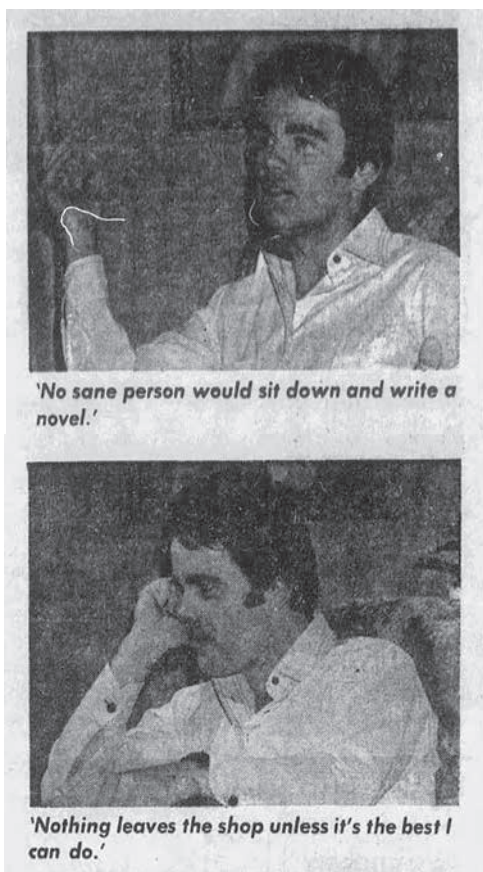 'No sane person would sit down and write a
novel.'
'Nothing leaves the shop unless it's the best I
can do.'